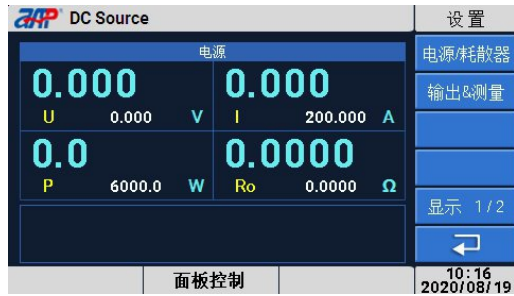 ZAP DC Source
设置
电源
电源/耗散器
0.000
0.000
输出&测量
U 0.000 V
I 200.000 A
0.0
0.0000
P 6000.0 W
Ro 0.0000 Ω
显示 1/2
面板控制
10:16
2020/08/19